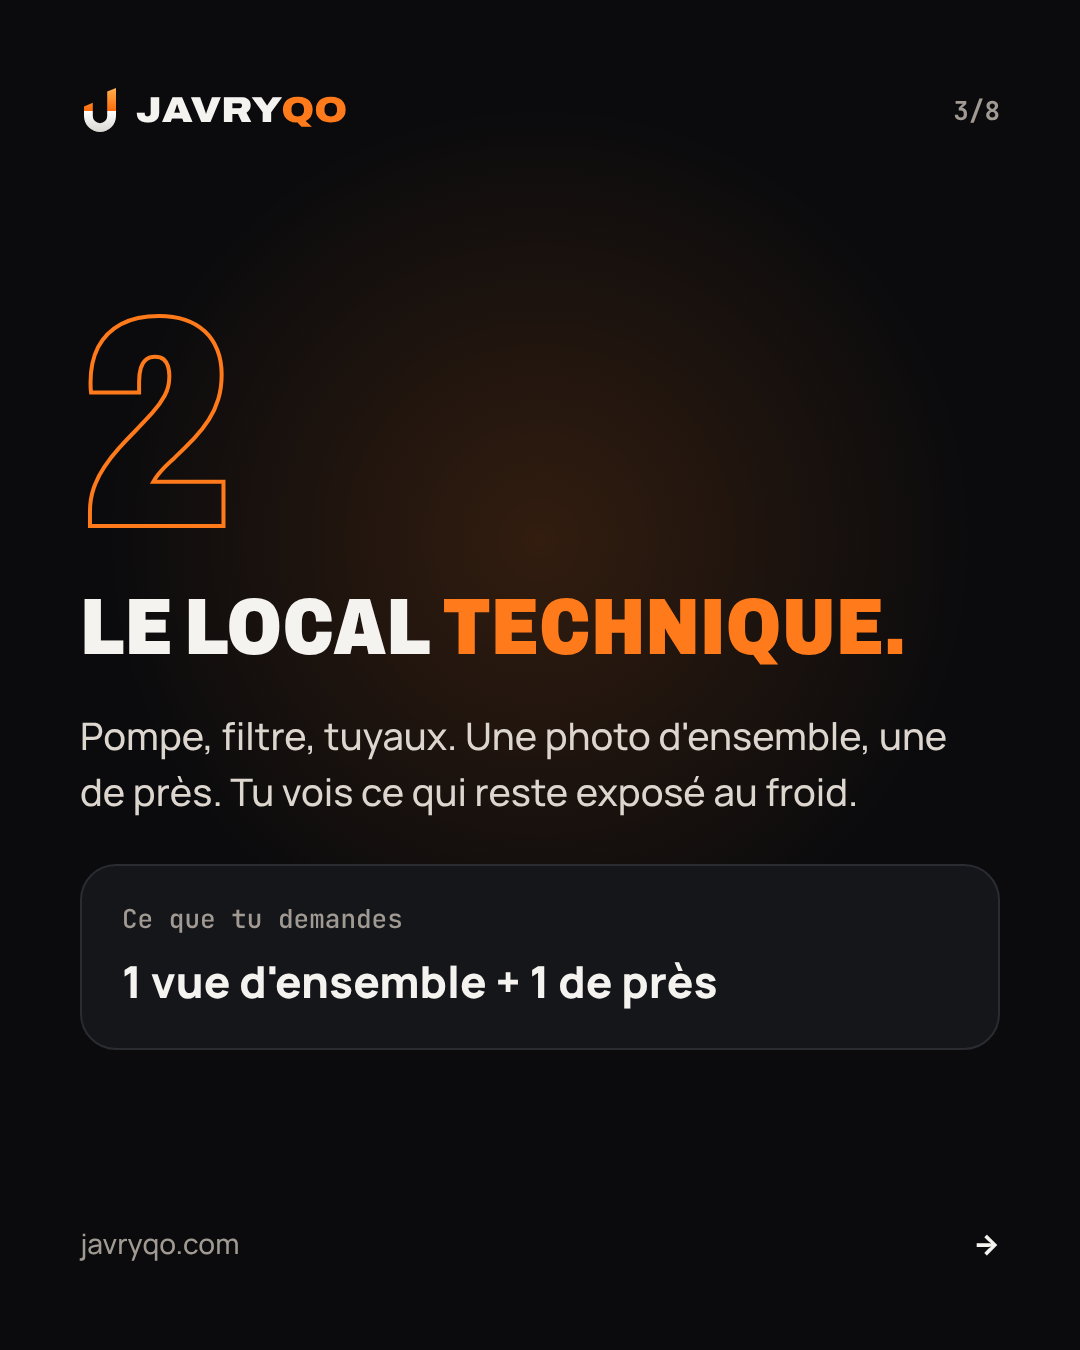 JAVRYQO
3/8
2
LE LOCAL TECHNIQUE.
Pompe, filtre, tuyaux. Une photo d'ensemble, une
de près. Tu vois ce qui reste exposé au froid.
Ce que tu demandes
1 vue d'ensemble + 1 de près
javryqo.com →